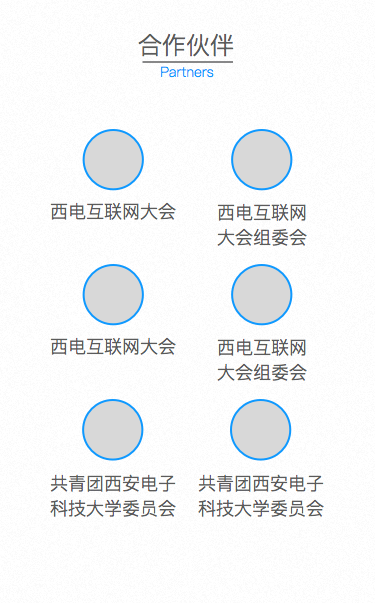 合作伙伴
Partners
西电互联网大会
西电互联网
大会组委会
西电互联网大会
西电互联网
大会组委会
共青团西安电子
科技大学委员会
共青团西安电子
科技大学委员会